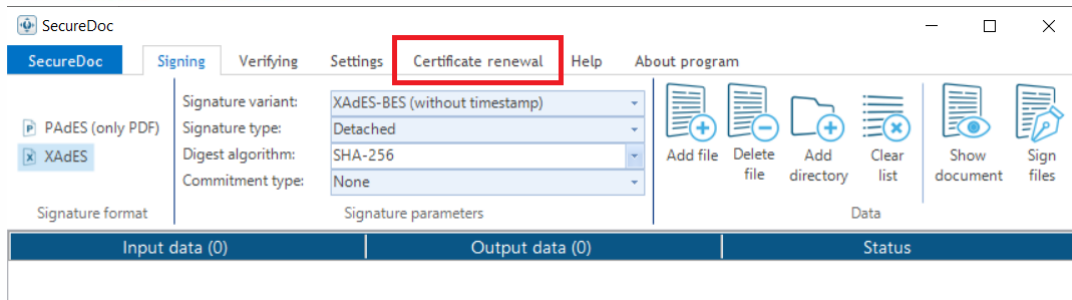 SecureDoc
SecureDoc Signing Verifying Settings Certificate renewal Help About program
PAdES (only PDF)
XAdES
Signature format
Signature variant: XAdES-BES (without timestamp)
Signature type: Detached
Digest algorithm: SHA-256
Commitment type: None
Signature parameters
Add file
Delete
file
Add
directory
Clear
list
Show
document
Sign
files
Data
Input data (0) Output data (0) Status